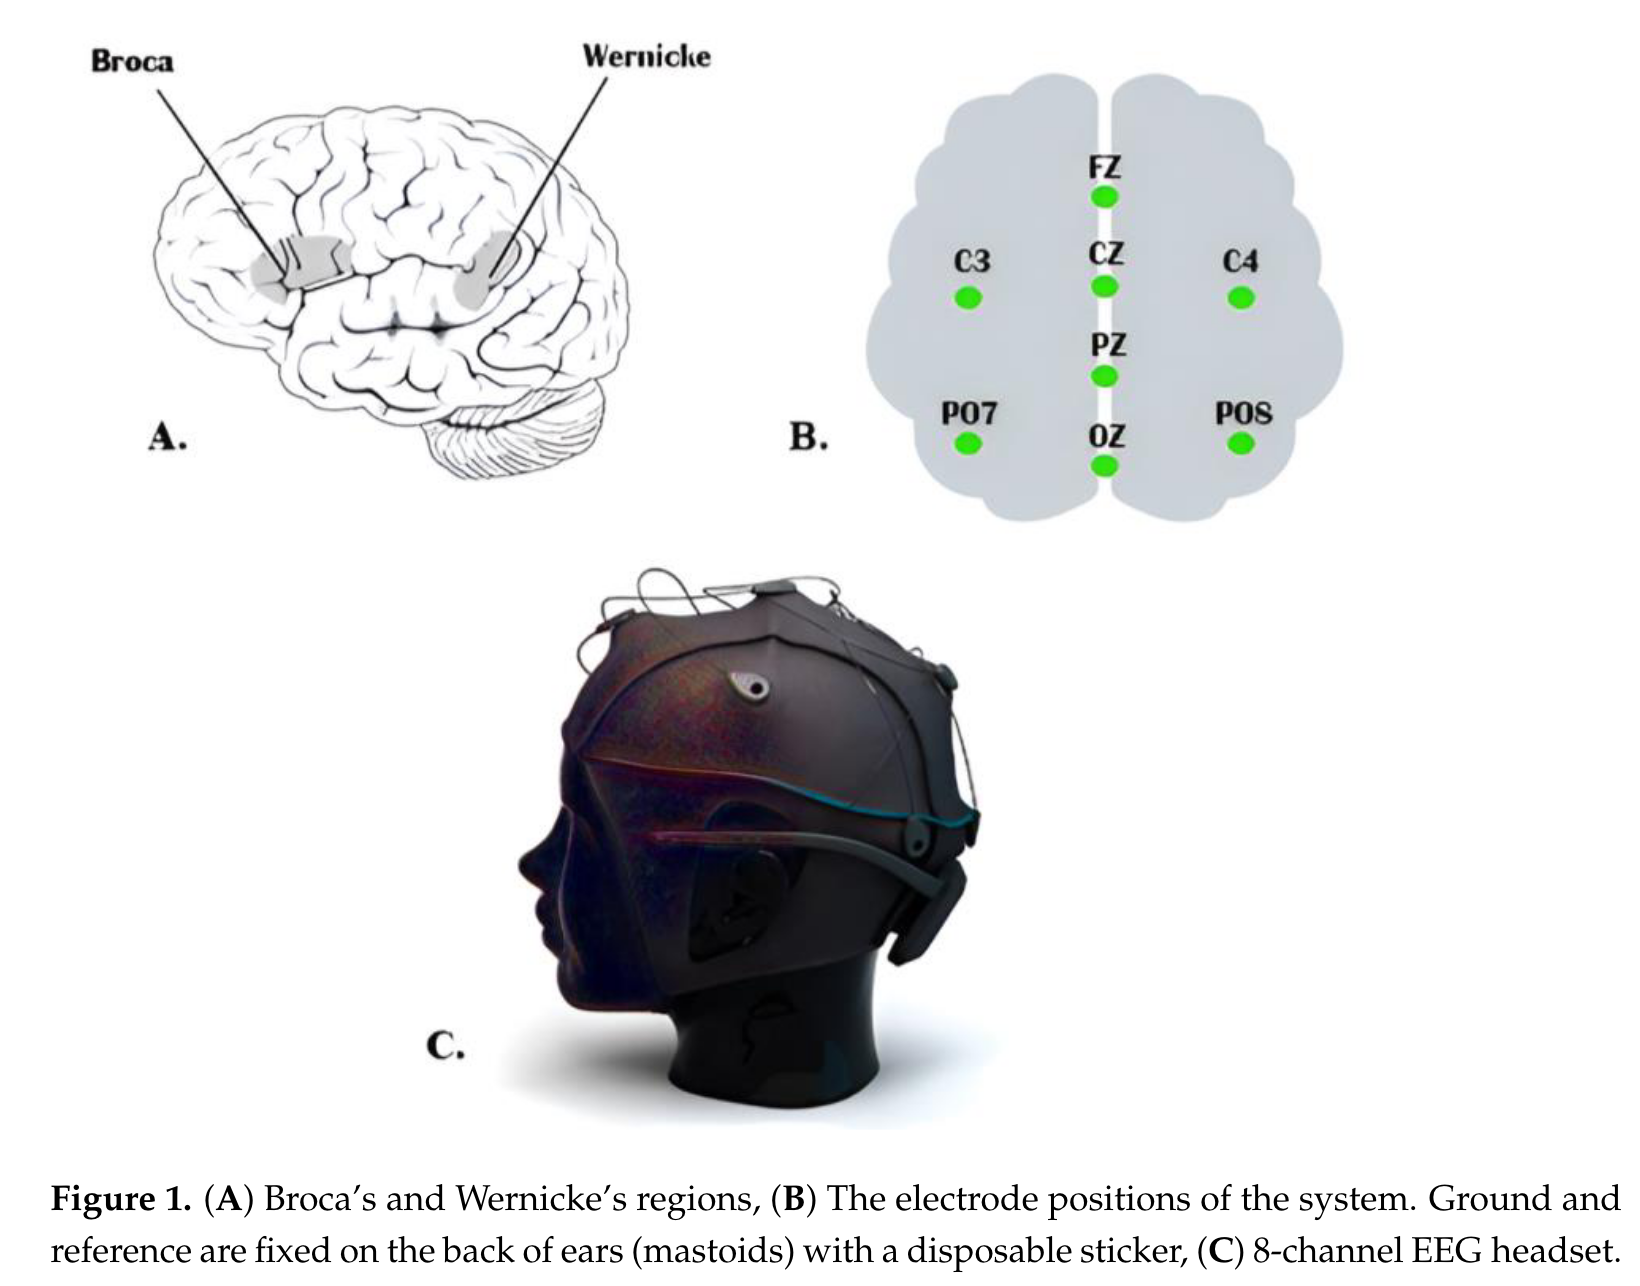 Broca
Wernicke
A.
FZ
C3
CZ
C4
PZ
PO7
OZ
PO8
B.
C.
Figure 1. (A) Broca’s and Wernicke’s regions, (B) The electrode positions of the system. Ground and
reference are fixed on the back of ears (mastoids) with a disposable sticker, (C) 8-channel EEG headset.